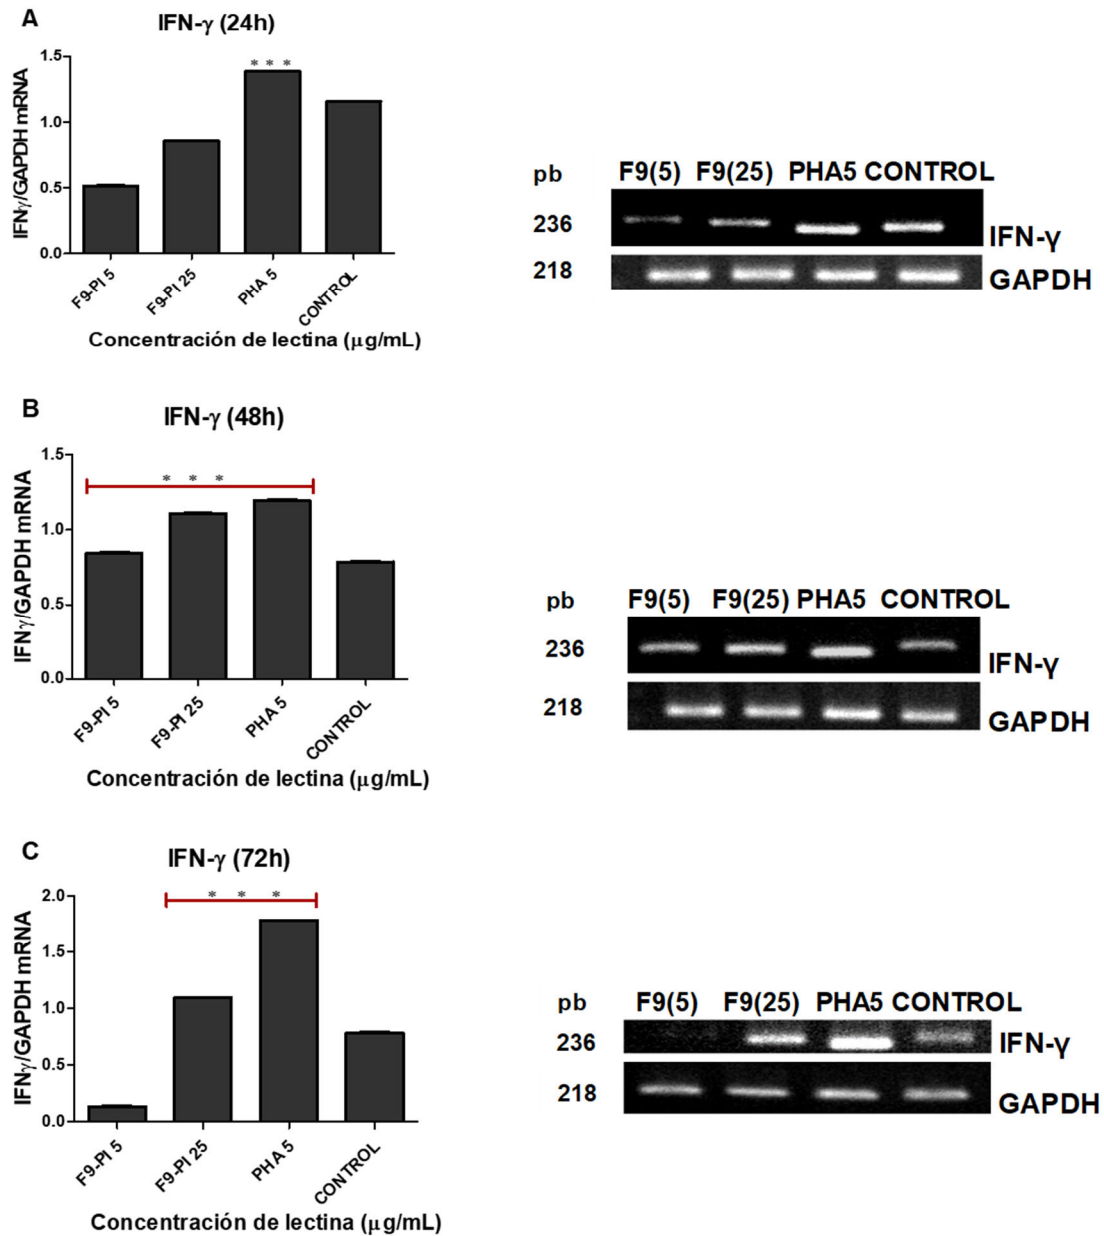 A
IFN-γ (24h)
IFNγ/GAPDH mRNA
1.5
* * *
1.0
0.5
0.0
F9-PI 5
F9-PI 25
PHA 5
CONTROL
Concentración de lectina (μg/mL)
pb
F9(5) F9(25) PHA5 CONTROL
236
IFN-γ
218
GAPDH
B
IFN-γ (48h)
IFNγ/GAPDH mRNA
1.5
* * *
1.0
0.5
0.0
F9-PI 5
F9-PI 25
PHA 5
CONTROL
Concentración de lectina (μg/mL)
pb
F9(5) F9(25) PHA5 CONTROL
236
IFN-γ
218
GAPDH
C
IFN-γ (72h)
IFNγ/GAPDH mRNA
2.0
* * *
1.5
1.0
0.5
0.0
F9-PI 5
F9-PI 25
PHA 5
CONTROL
Concentración de lectina (μg/mL)
pb
F9(5) F9(25) PHA5 CONTROL
236
IFN-γ
218
GAPDH